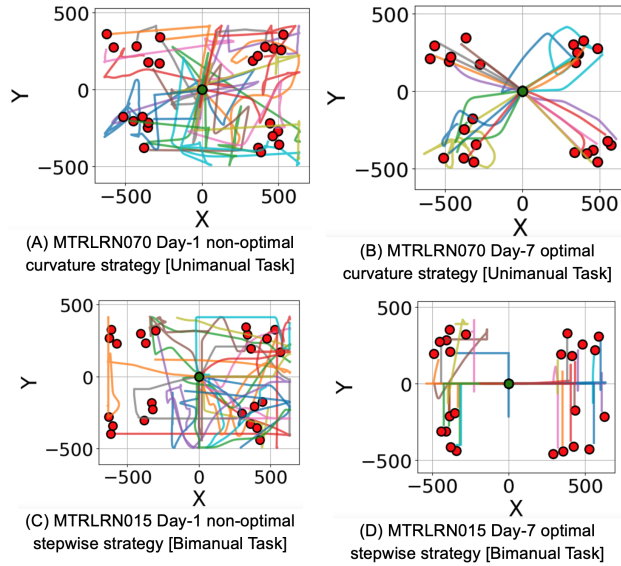 500
0
−500
Y
−500
0
500
X
(A) MTRLRN070 Day-1 non-optimal
curvature strategy [Unimanual Task]
500
0
−500
Y
−500
0
500
X
(B) MTRLRN070 Day-7 optimal
curvature strategy [Unimanual Task]
500
0
−500
Y
−500
0
500
X
(C) MTRLRN015 Day-1 non-optimal
stepwise strategy [Bimanual Task]
500
0
−500
Y
−500
0
500
X
(D) MTRLRN015 Day-7 optimal
stepwise strategy [Bimanual Task]